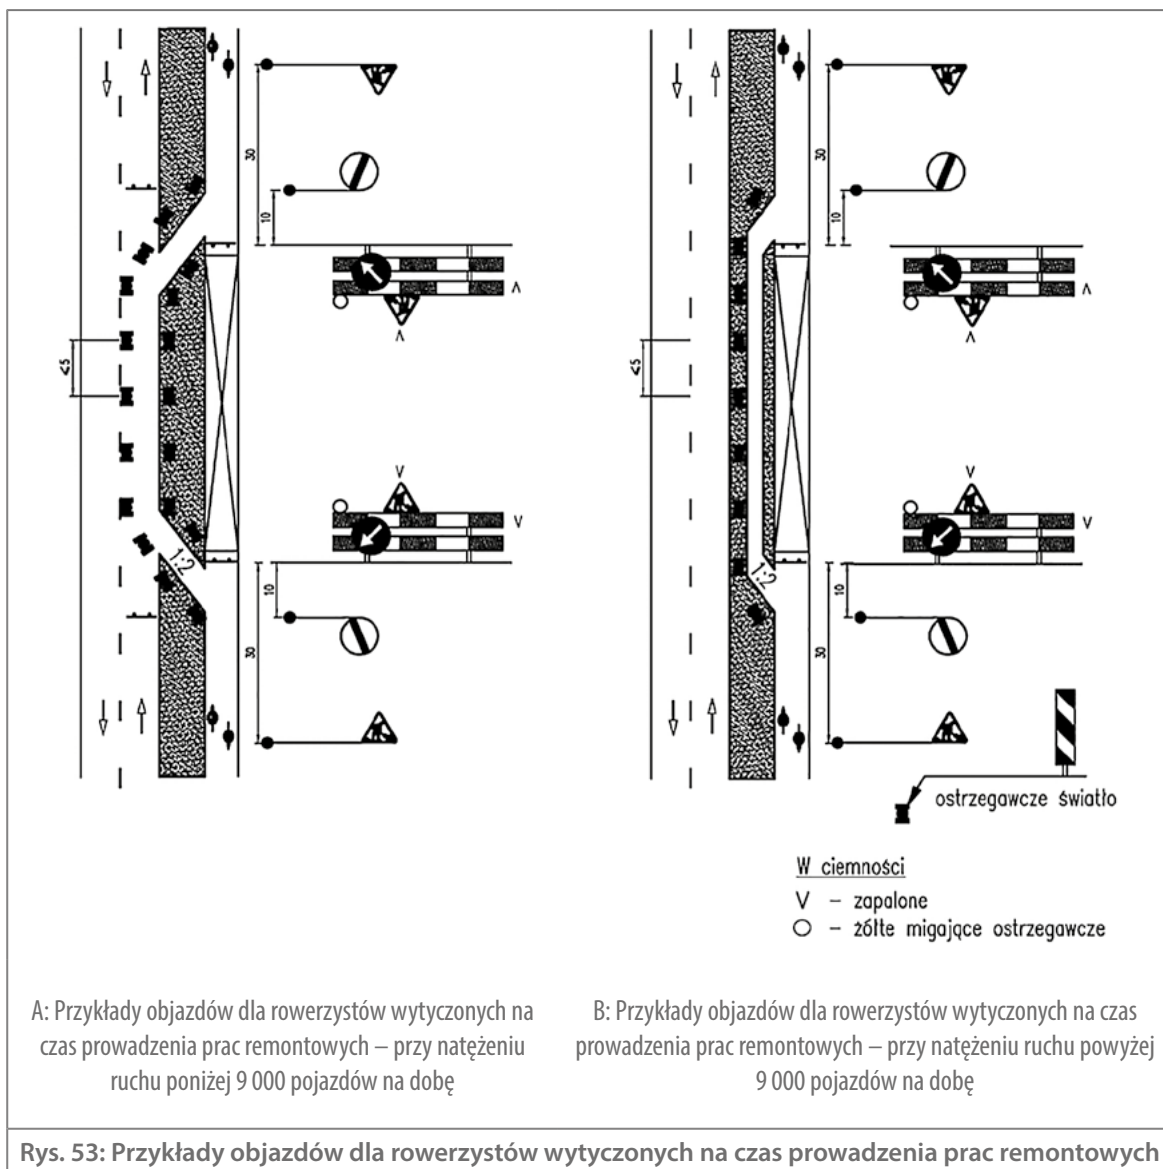 30
10
<5
1:2
10
30
30
10
<5
1:2
10
30
ostrzegawcze światło
W ciemności
V – zapalone
O – żółte migające ostrzegawcze
A: Przykłady objazdów dla rowerzystów wytyczonych na
czas prowadzenia prac remontowych – przy natężeniu
ruchu poniżej 9 000 pojazdów na dobę
B: Przykłady objazdów dla rowerzystów wytyczonych na czas
prowadzenia prac remontowych – przy natężeniu ruchu powyżej
9 000 pojazdów na dobę
Rys. 53: Przykłady objazdów dla rowerzystów wytyczonych na czas prowadzenia prac remontowych